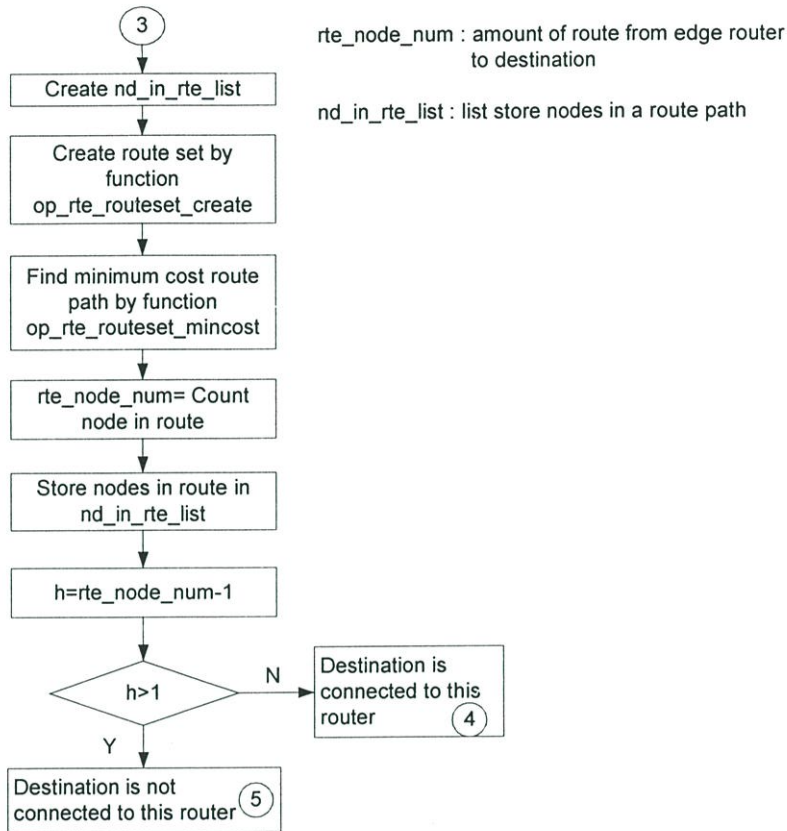 3
rte_node_num : amount of route from edge router
to destination
nd_in_rte_list : list store nodes in a route path
Create nd_in_rte_list
Create route set by
function
op_rte_routeset_create
Find minimum cost route
path by function
op_rte_routeset_mincost
rte_node_num= Count
node in route
Store nodes in route in
nd_in_rte_list
h=rte_node_num-1
h>1
N
Destination is
connected to this
router
4
Y
Destination is not
connected to this router
5